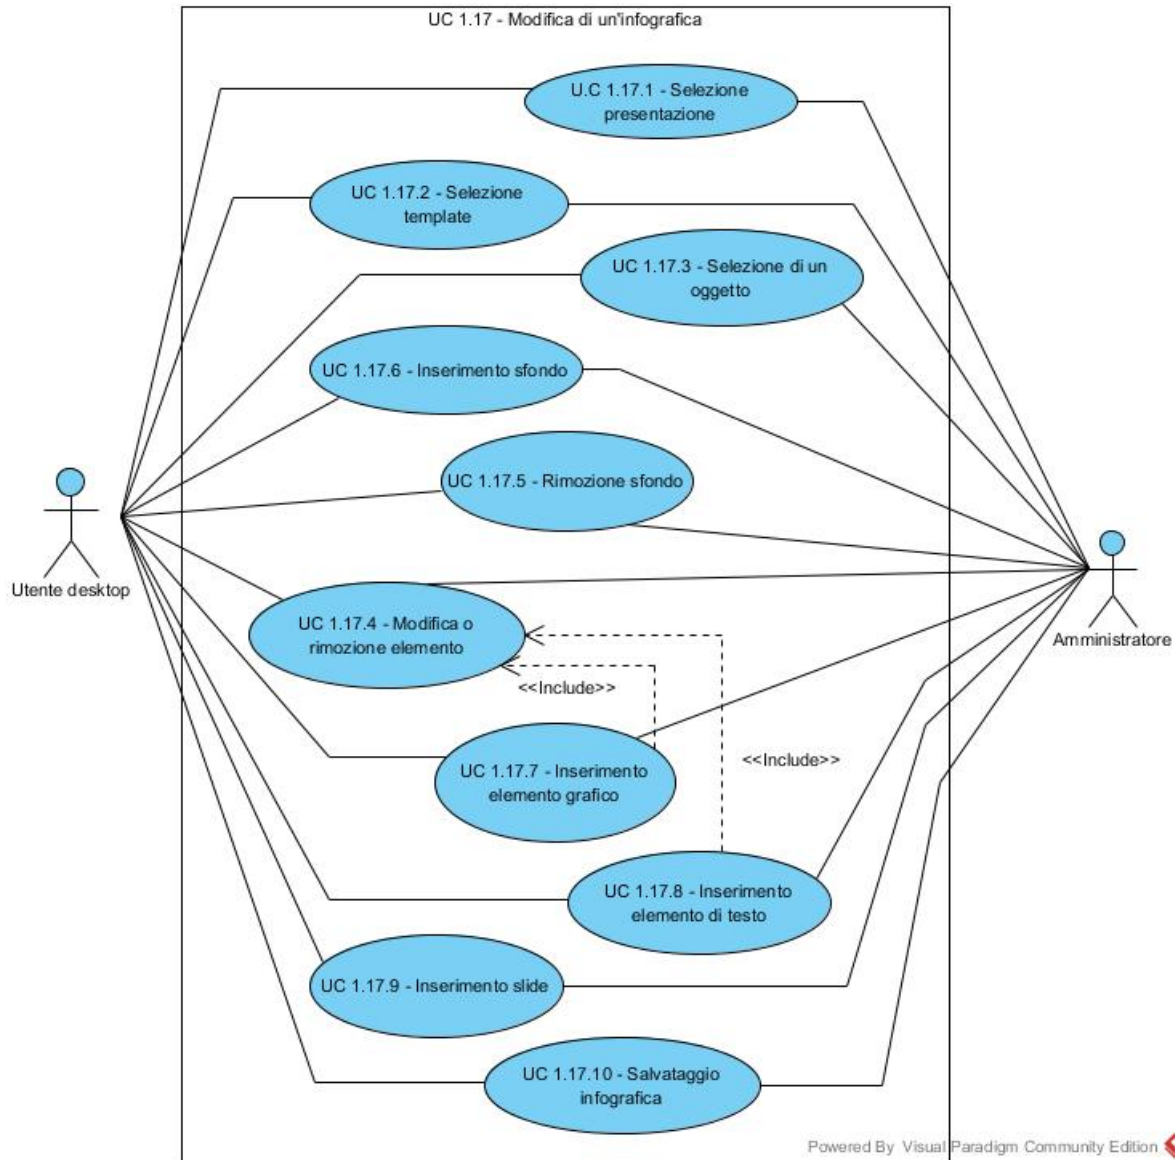 UC 1.17 - Modifica di un'infografica
U.C 1.17.1 - Selezione
presentazione
UC 1.17.2 - Selezione
template
UC 1.17.3 - Selezione di un
oggetto
UC 1.17.6 - Inserimento sfondo
UC 1.17.5 - Rimozione sfondo
Utente desktop
UC 1.17.4 - Modifica o
rimozione elemento
Amministratore
<<Include>>
UC 1.17.7 - Inserimento
elemento grafico
<<Include>>
UC 1.17.8 - Inserimento
elemento di testo
UC 1.17.9 - Inserimento slide
UC 1.17.10 - Salvataggio
infografica
Powered By Visual Paradigm Community Edition